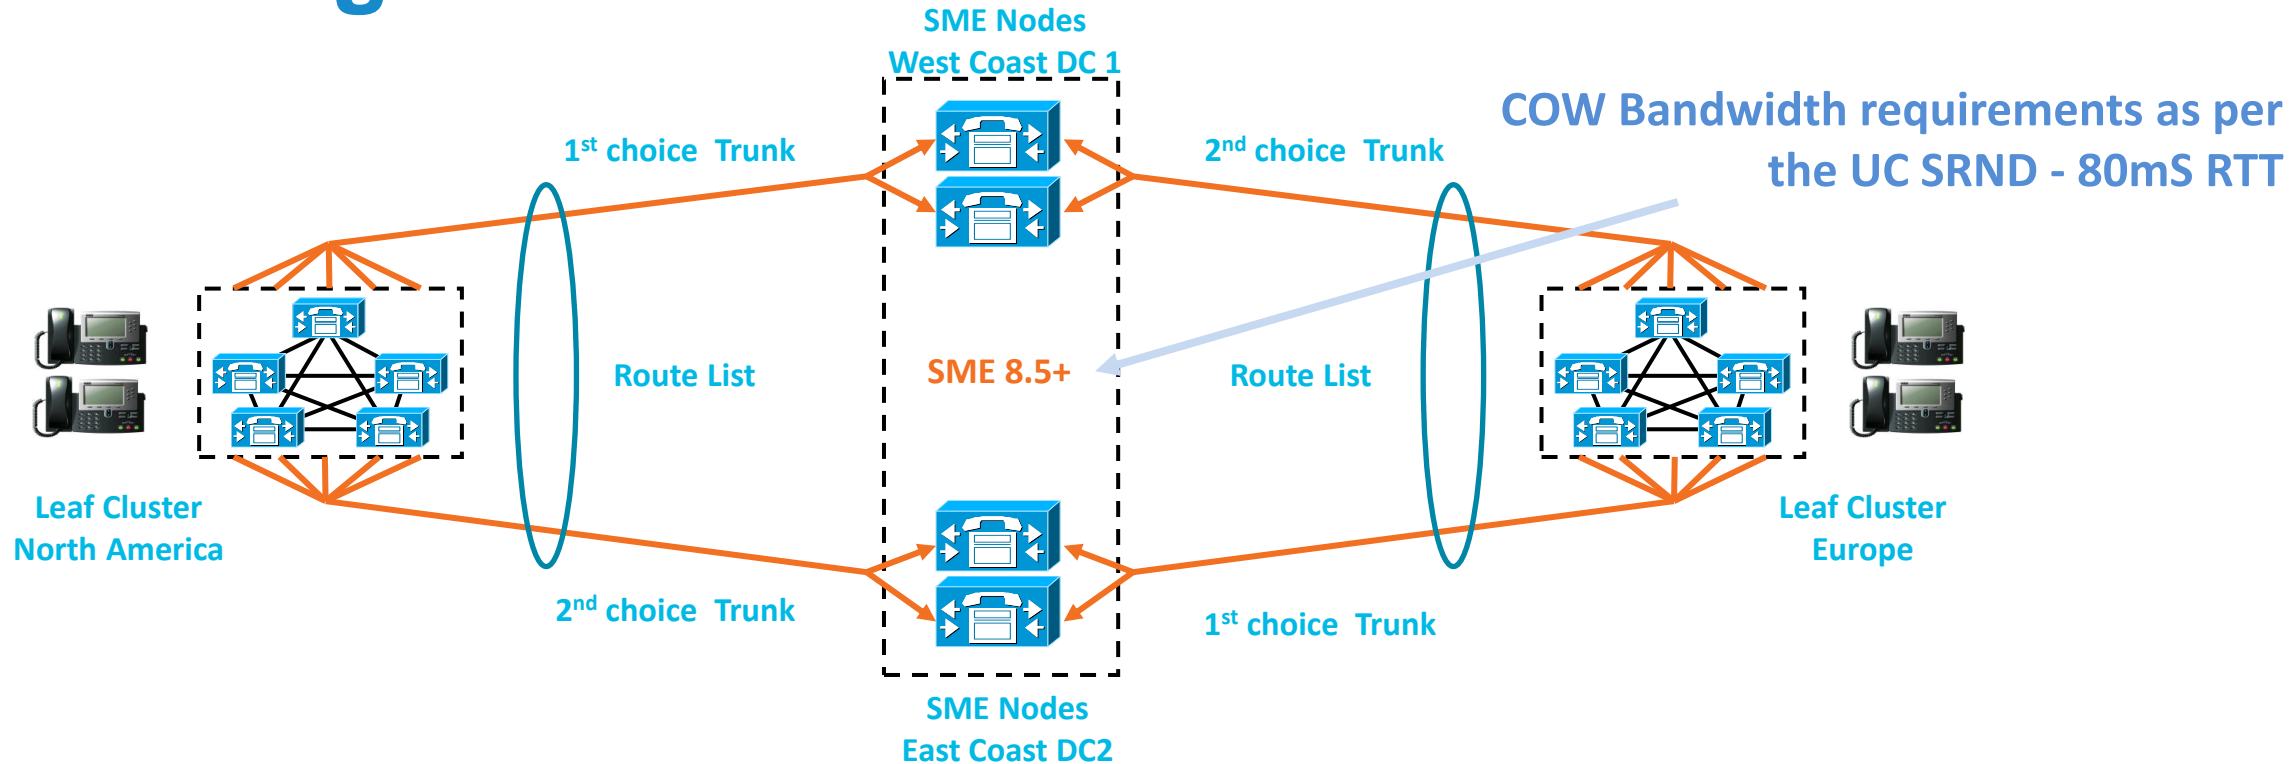 SME Nodes
West Coast DC 1
COW Bandwidth requirements as per
the UC SRND - 80mS RTT
1st choice Trunk
2nd choice Trunk
Route List
SME 8.5+
Route List
Leaf Cluster
North America
Leaf Cluster
Europe
2nd choice Trunk
1st choice Trunk
SME Nodes
East Coast DC2